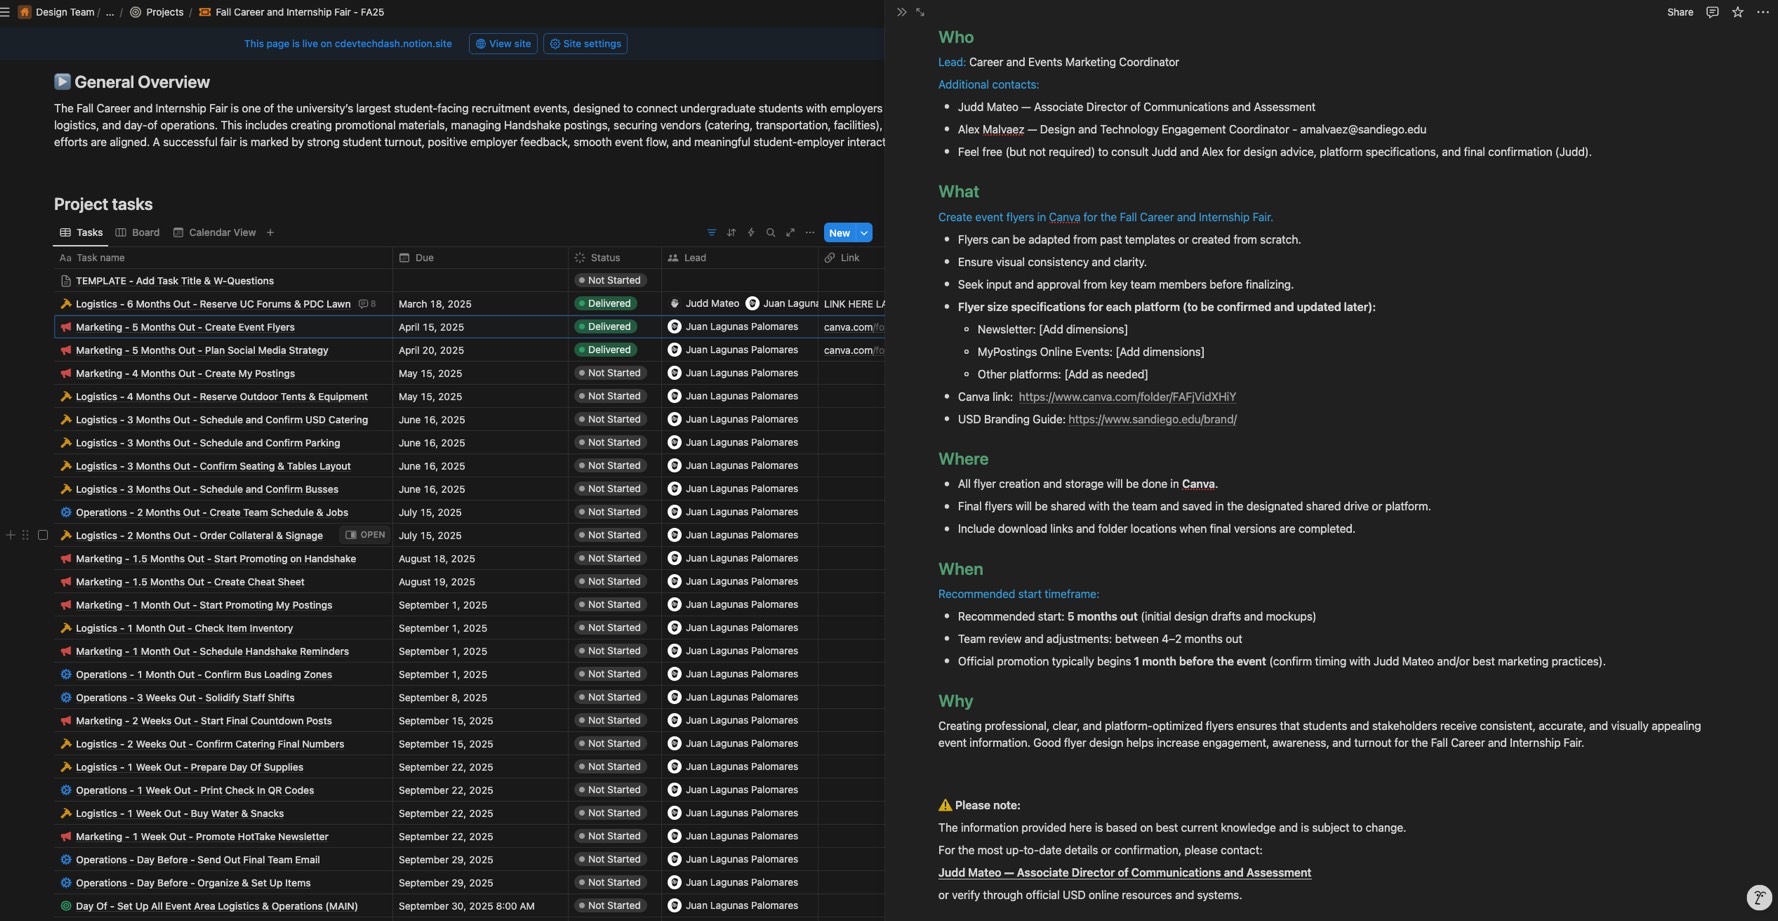 Design Team / ... / Projects / Fall Career and Internship Fair - FA25
This page is live on cdevtechdash.notion.site View site Site settings
General Overview
The Fall Career and Internship Fair is one of the university's largest student-facing recruitment events, designed to connect undergraduate students with employers
logistics, and day-of operations. This includes creating promotional materials, managing Handshake postings, securing vendors (catering, transportation, facilities),
efforts are aligned. A successful fair is marked by strong student turnout, positive employer feedback, smooth event flow, and meaningful student-employer interact
Project tasks
Tasks Board Calendar View + New
Aa Task name Due Status Lead Link
TEMPLATE - Add Task Title & W-Questions Not Started
Logistics - 6 Months Out - Reserve UC Forums & PDC Lawn 8 March 18, 2025 Delivered Judd Mateo Juan Laguna LINK HERE LA
Marketing - 5 Months Out - Create Event Flyers April 15, 2025 Delivered Juan Lagunas Palomares canva.com/fo
Marketing - 5 Months Out - Plan Social Media Strategy April 20, 2025 Delivered Juan Lagunas Palomares canva.com/fo
Marketing - 4 Months Out - Create My Postings May 15, 2025 Not Started Juan Lagunas Palomares
Logistics - 4 Months Out - Reserve Outdoor Tents & Equipment May 15, 2025 Not Started Juan Lagunas Palomares
Logistics - 3 Months Out - Schedule and Confirm USD Catering June 16, 2025 Not Started Juan Lagunas Palomares
Logistics - 3 Months Out - Schedule and Confirm Parking June 16, 2025 Not Started Juan Lagunas Palomares
Logistics - 3 Months Out - Confirm Seating & Tables Layout June 16, 2025 Not Started Juan Lagunas Palomares
Logistics - 3 Months Out - Schedule and Confirm Busses June 16, 2025 Not Started Juan Lagunas Palomares
Operations - 2 Months Out - Create Team Schedule & Jobs July 15, 2025 Not Started Juan Lagunas Palomares
Logistics - 2 Months Out - Order Collateral & Signage OPEN July 15, 2025 Not Started Juan Lagunas Palomares
Marketing - 1.5 Months Out - Start Promoting on Handshake August 18, 2025 Not Started Juan Lagunas Palomares
Marketing - 1.5 Months Out - Create Cheat Sheet August 19, 2025 Not Started Juan Lagunas Palomares
Marketing - 1 Month Out - Start Promoting My Postings September 1, 2025 Not Started Juan Lagunas Palomares
Logistics - 1 Month Out - Check Item Inventory September 1, 2025 Not Started Juan Lagunas Palomares
Marketing - 1 Month Out - Schedule Handshake Reminders September 1, 2025 Not Started Juan Lagunas Palomares
Operations - 1 Month Out - Confirm Bus Loading Zones September 1, 2025 Not Started Juan Lagunas Palomares
Operations - 3 Weeks Out - Solidify Staff Shifts September 8, 2025 Not Started Juan Lagunas Palomares
Marketing - 2 Weeks Out - Start Final Countdown Posts September 15, 2025 Not Started Juan Lagunas Palomares
Logistics - 2 Weeks Out - Confirm Catering Final Numbers September 15, 2025 Not Started Juan Lagunas Palomares
Logistics - 1 Week Out - Prepare Day Of Supplies September 22, 2025 Not Started Juan Lagunas Palomares
Operations - 1 Week Out - Print Check In QR Codes September 22, 2025 Not Started Juan Lagunas Palomares
Logistics - 1 Week Out - Buy Water & Snacks September 22, 2025 Not Started Juan Lagunas Palomares
Marketing - 1 Week Out - Promote HotTake Newsletter September 22, 2025 Not Started Juan Lagunas Palomares
Operations - Day Before - Send Out Final Team Email September 29, 2025 Not Started Juan Lagunas Palomares
Operations - Day Before - Organize & Set Up Items September 29, 2025 Not Started Juan Lagunas Palomares
Day Of - Set Up All Event Area Logistics & Operations (MAIN) September 30, 2025 8:00 AM Not Started Juan Lagunas Palomares
Share
Who
Lead: Career and Events Marketing Coordinator
Additional contacts:
• Judd Mateo — Associate Director of Communications and Assessment
• Alex Malvaez — Design and Technology Engagement Coordinator - amalvaez@sandiego.edu
• Feel free (but not required) to consult Judd and Alex for design advice, platform specifications, and final confirmation (Judd).
What
Create event flyers in Canva for the Fall Career and Internship Fair.
• Flyers can be adapted from past templates or created from scratch.
• Ensure visual consistency and clarity.
• Seek input and approval from key team members before finalizing.
• Flyer size specifications for each platform (to be confirmed and updated later):
◦ Newsletter: [Add dimensions]
◦ MyPostings Online Events: [Add dimensions]
◦ Other platforms: [Add as needed]
• Canva link: https://www.canva.com/folder/FAFjVidXHiY
• USD Branding Guide: https://www.sandiego.edu/brand/
Where
• All flyer creation and storage will be done in Canva.
• Final flyers will be shared with the team and saved in the designated shared drive or platform.
• Include download links and folder locations when final versions are completed.
When
Recommended start timeframe:
• Recommended start: 5 months out (initial design drafts and mockups)
• Team review and adjustments: between 4–2 months out
• Official promotion typically begins 1 month before the event (confirm timing with Judd Mateo and/or best marketing practices).
Why
Creating professional, clear, and platform-optimized flyers ensures that students and stakeholders receive consistent, accurate, and visually appealing
event information. Good flyer design helps increase engagement, awareness, and turnout for the Fall Career and Internship Fair.
⚠️ Please note:
The information provided here is based on best current knowledge and is subject to change.
For the most up-to-date details or confirmation, please contact:
Judd Mateo — Associate Director of Communications and Assessment
or verify through official USD online resources and systems.